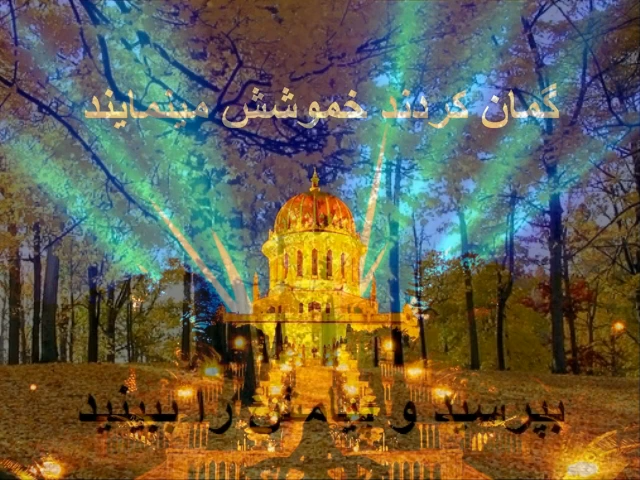 گمان کردند خموشش مینمایند
بپرسید و پیامش را ببینید